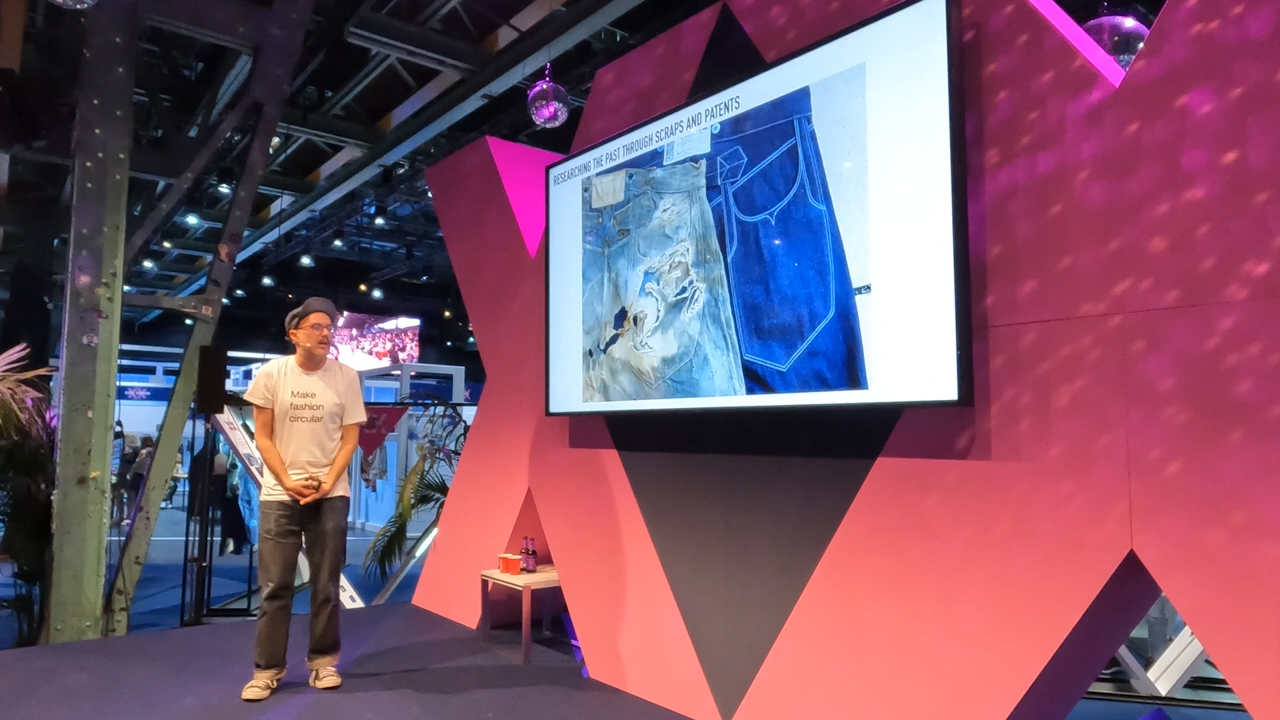 RESEARCHING THE PAST THROUGH SCRAPS AND PATENTS
Make
fashion
circular